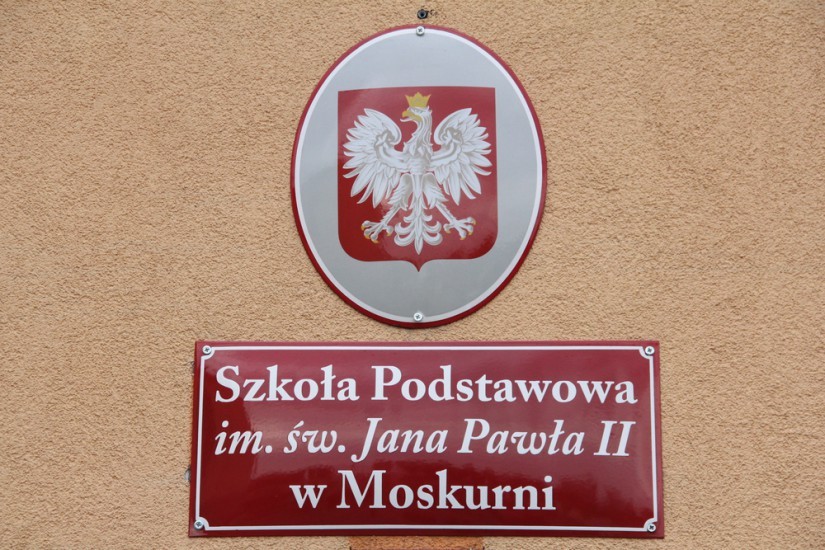 Szkoła Podstawowa
im. św. Jana Pawła II
w Moskurni